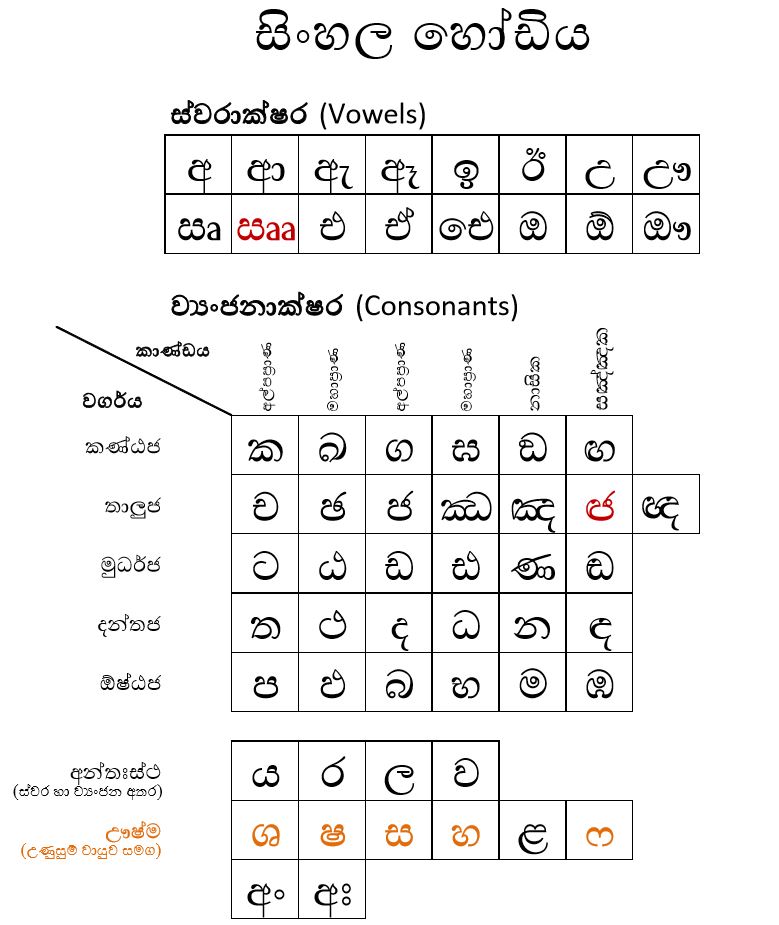 සිංහල හෝඩිය
ස්වරාක්ෂර (Vowels)
අ ආ ඇ ඈ ඉ ඊ උ ඌ
ඍ ඎ එ ඒ ඓ ඔ ඕ ඖ
ව්‍යංජනාක්ෂර (Consonants)
කාණ්ඩය
වගර්ය
අල්පප්‍රාණ මහාප්‍රාණ අල්පප්‍රාණ මහාප්‍රාණ නාසික සඤ්ඤක
කණ්ඨජ ක ඛ ග ඝ ඞ ඟ
තාලුජ ච ඡ ජ ඣ ඤ ඦ ඥ
මුධර්ජ ට ඨ ඩ ඪ ණ ඬ
දන්තජ ත ථ ද ධ න ඳ
ඕෂ්ඨජ ප ඵ බ භ ම ඹ
අන්තඃස්ථ ය ර ල ව
(ස්වර හා ව්‍යංජන අතර)
ඌෂ්ම ශ ෂ ස හ ළ ෆ
(උණුසුම් වායුව සමග)
අං අඃ